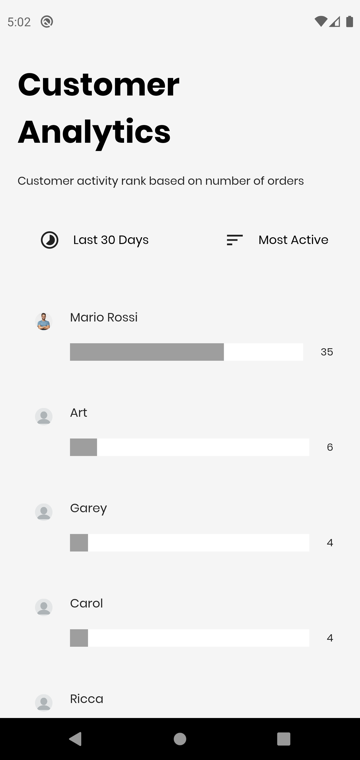 5:02
Customer
Analytics
Customer activity rank based on number of orders
Last 30 Days
Most Active
Mario Rossi
35
Art
6
Garey
4
Carol
4
Ricca